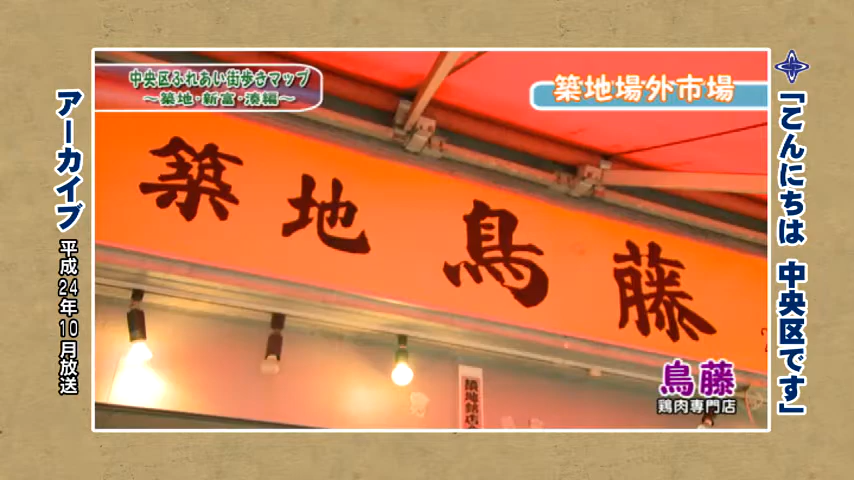 「こんにちは 中央区です」
アーカイブ 平成24年10月放送
中央区ふれあい街歩きマップ
～築地・新富・湊編～
築地場外市場
築地鳥藤
鳥藤
鶏肉専門店